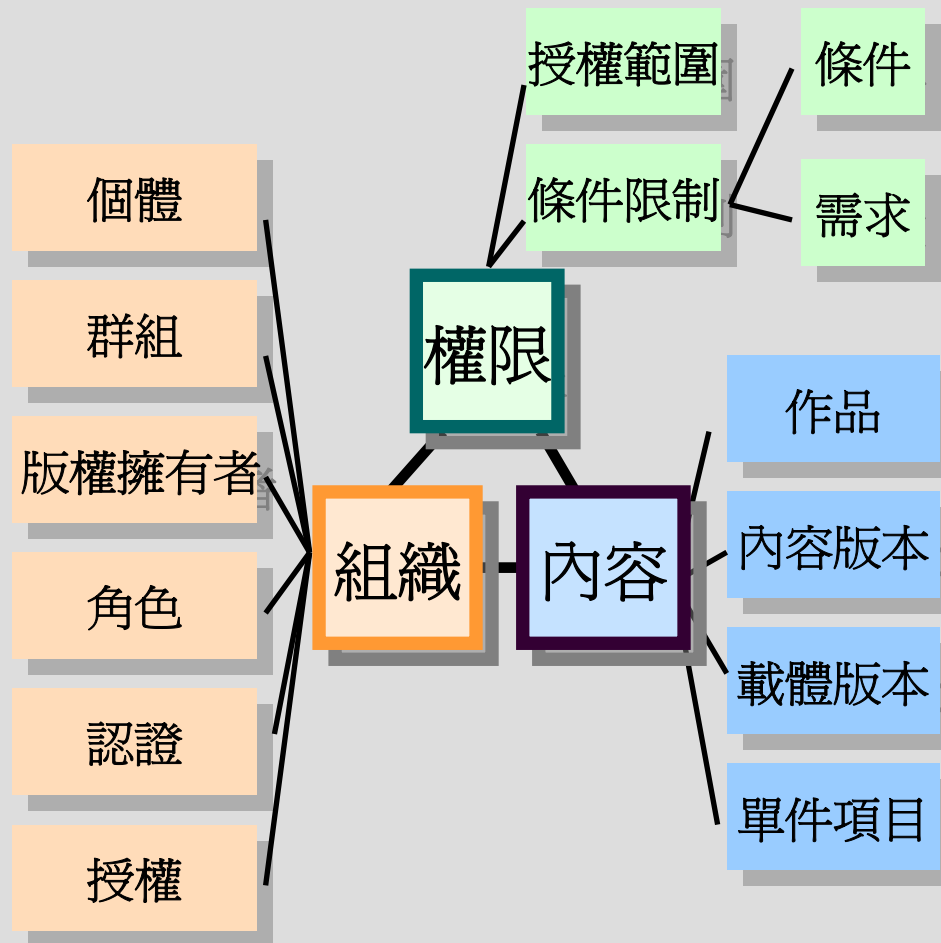 授權範圍
條件
條件限制
需求
權限
個體
群組
版權擁有者
角色
認證
授權
組織
內容
作品
內容版本
載體版本
單件項目